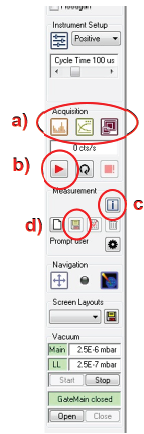 Histogram
Instrument Setup
Positive
Cycle Time 100 us
Acquisition
a)
0 cts/s
b)
Measurement
c
d)
Prompt user
Navigation
Screen Layouts
Vacuum
Main 2.5E-6 mbar
LL 2.5E-7 mbar
Start Stop
GateMain closed
Open Close